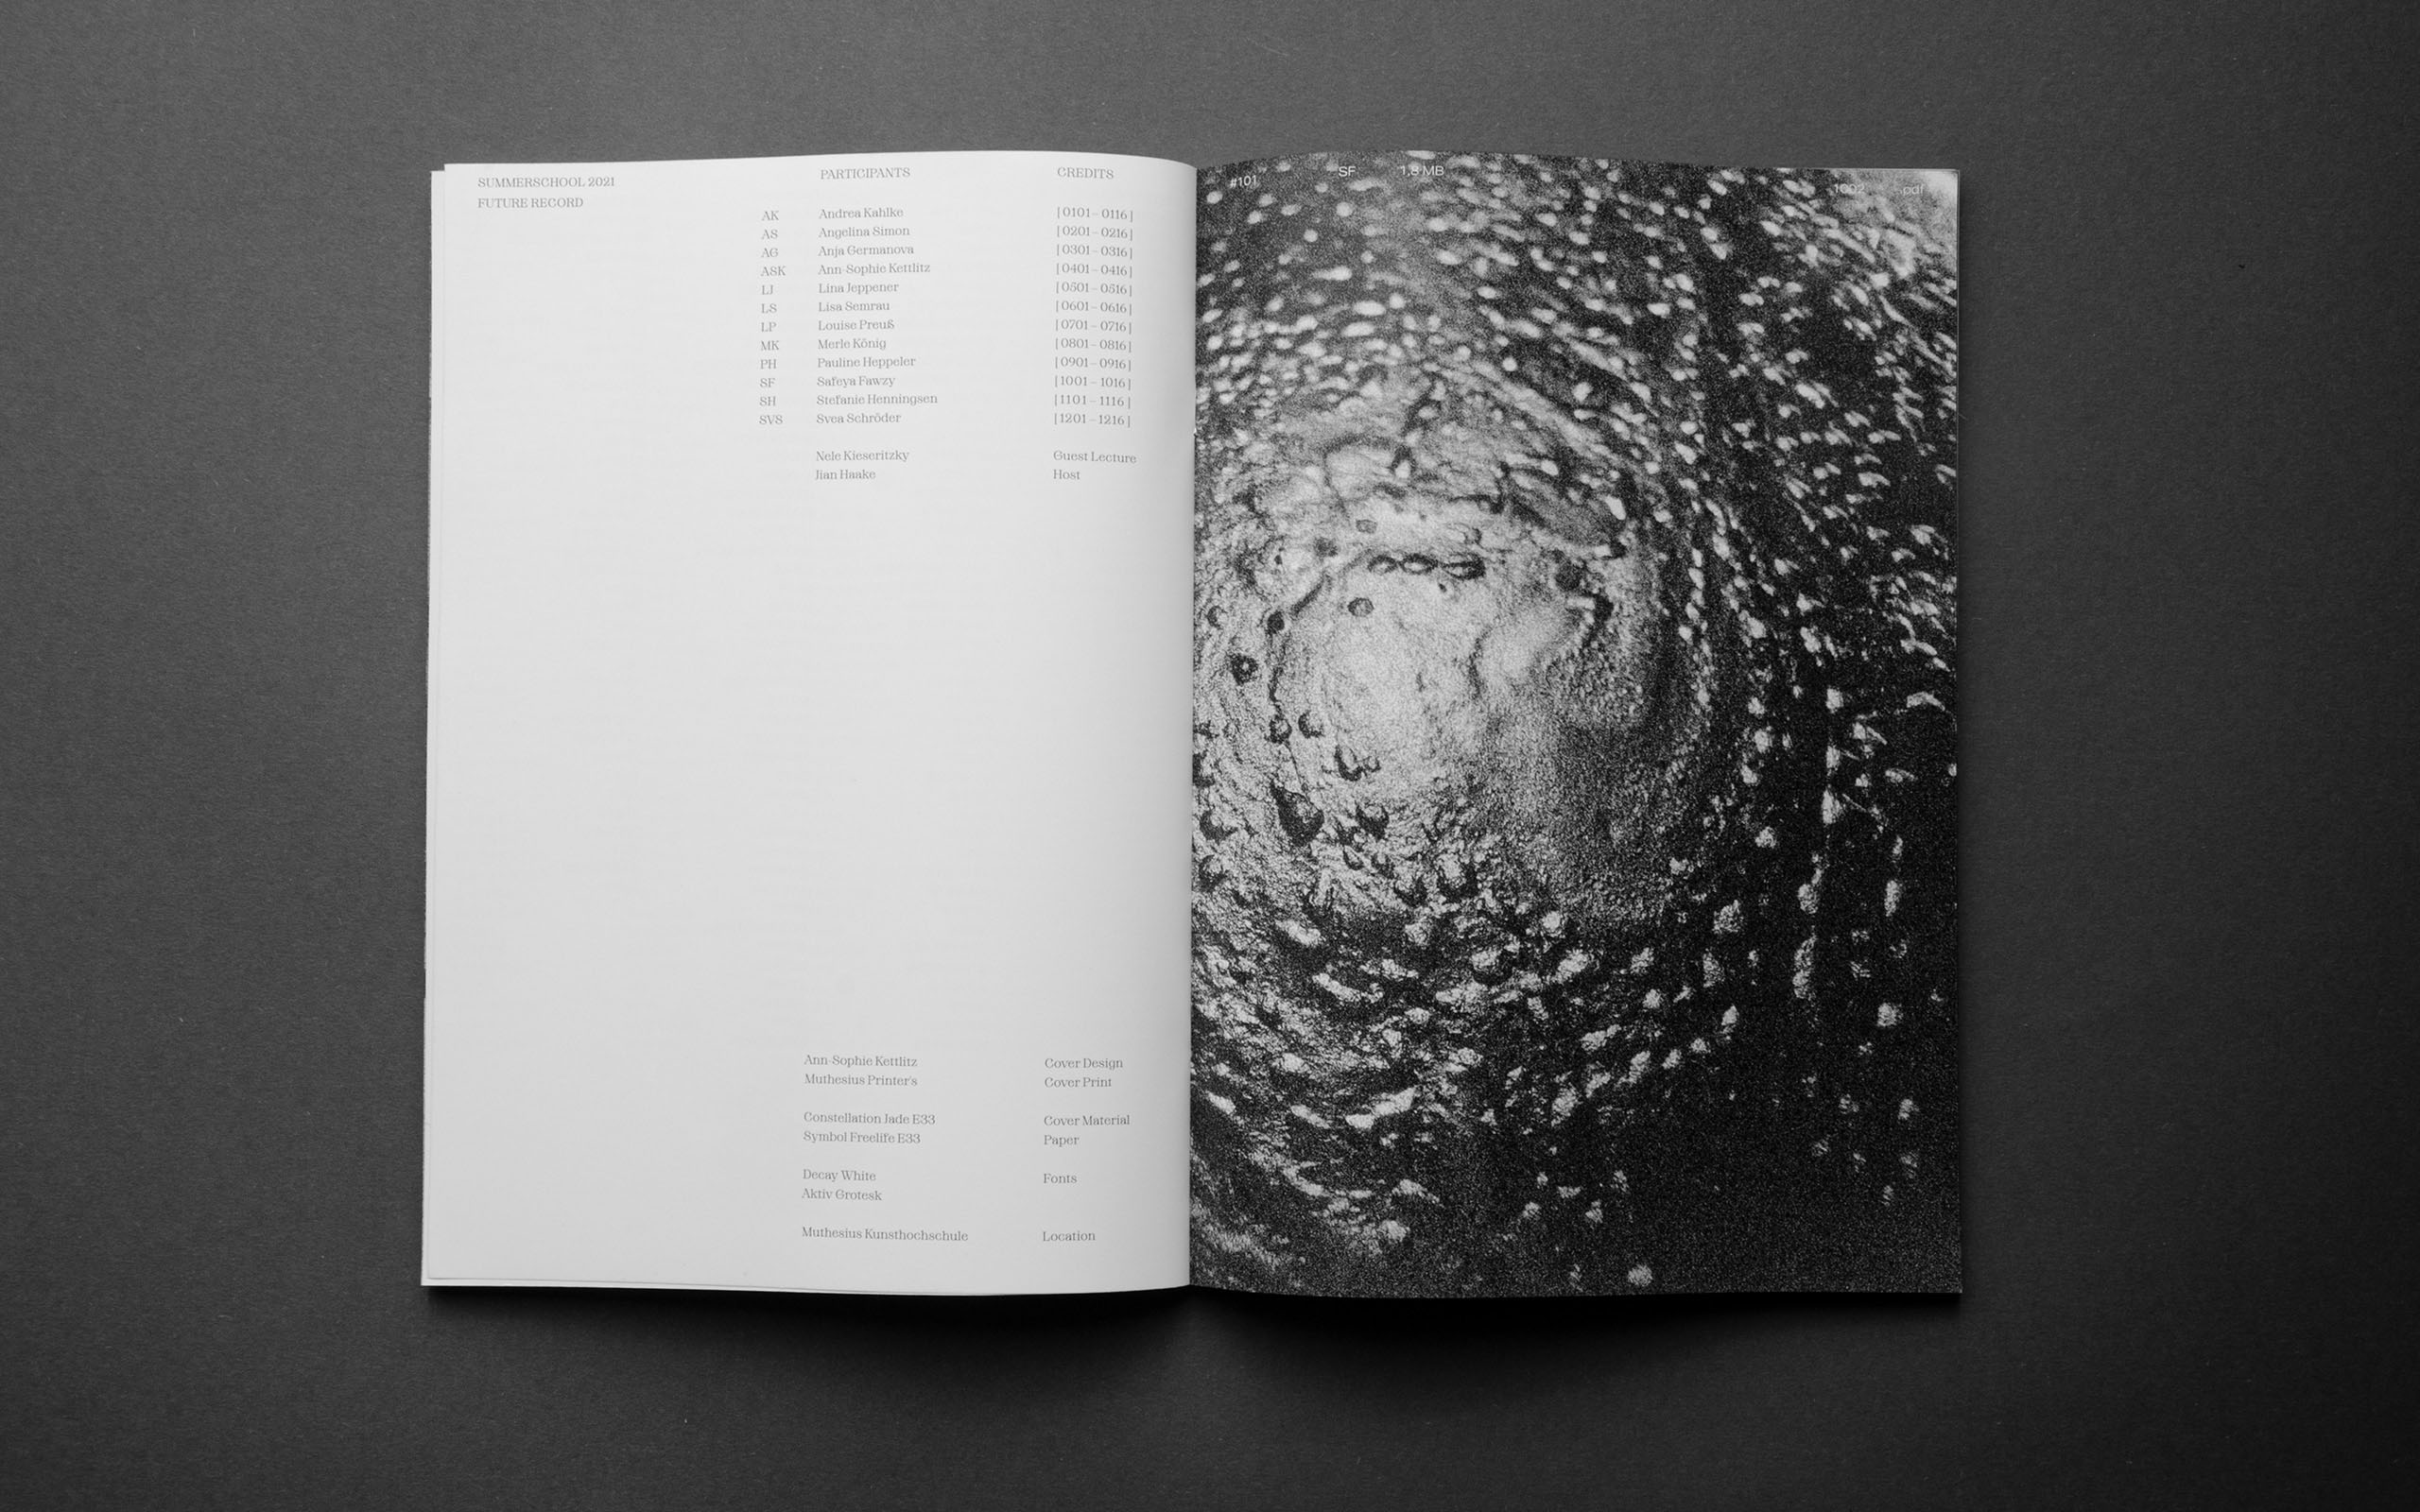 SUMMERSCHOOL 2021
FUTURE RECORD
PARTICIPANTS CREDITS
AK Andrea Kahlke [ 0101 – 0116 ]
AS Angelina Simon [ 0201 – 0216 ]
AG Anja Germanova [ 0301 – 0316 ]
ASK Ann-Sophie Kettlitz [ 0401 – 0416 ]
LJ Lina Jeppener [ 0501 – 0516 ]
LS Lisa Semrau [ 0601 – 0616 ]
LP Louise Preuß [ 0701 – 0716 ]
MK Merle König [ 0801 – 0816 ]
PH Pauline Heppeler [ 0901 – 0916 ]
SF Safeya Fawzy [ 1001 – 1016 ]
SH Stefanie Henningsen [ 1101 – 1116 ]
SVS Svea Schröder [ 1201 – 1216 ]
Nele Kieseritzky Guest Lecture
Jian Haake Host
Ann-Sophie Kettlitz Cover Design
Muthesius Printer's Cover Print
Constellation Jade E33 Cover Material
Symbol Freelife E33 Paper
Decay White Fonts
Aktiv Grotesk
Muthesius Kunsthochschule Location
#101 SF 1,8 MB 1002 .pdf